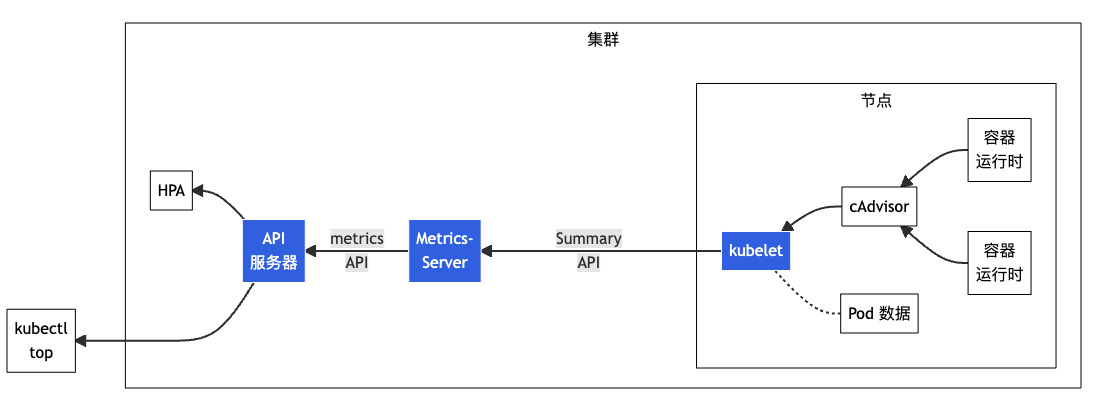 集群
节点
容器
运行时
HPA
cAdvisor
API
服务器
metrics
API
Metrics-
Server
Summary
API
kubelet
容器
运行时
Pod 数据
kubectl
top